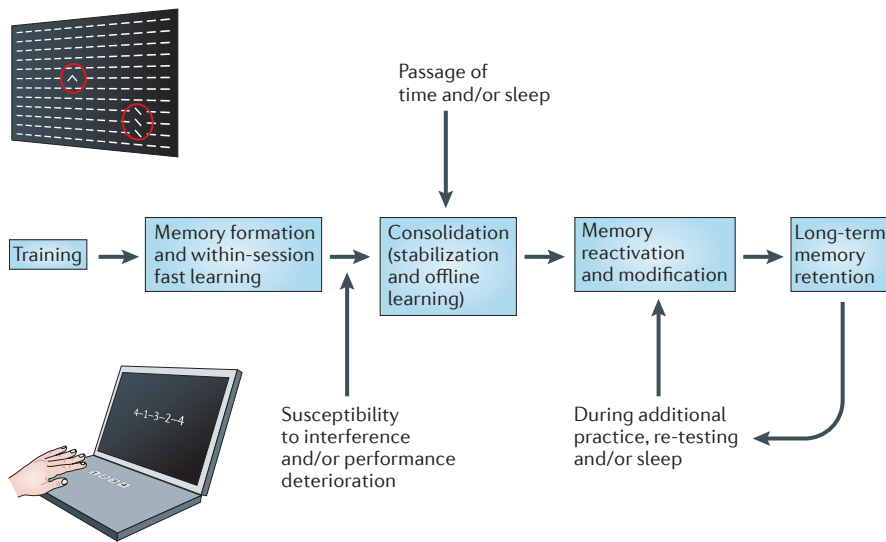 Passage of
time and/or sleep
Training
Memory formation
and within-session
fast learning
Consolidation
(stabilization
and offline
learning)
Memory
reactivation
and modification
Long-term
memory
retention
4–1–3–2–4
Susceptibility
to interference
and/or performance
deterioration
During additional
practice, re-testing
and/or sleep